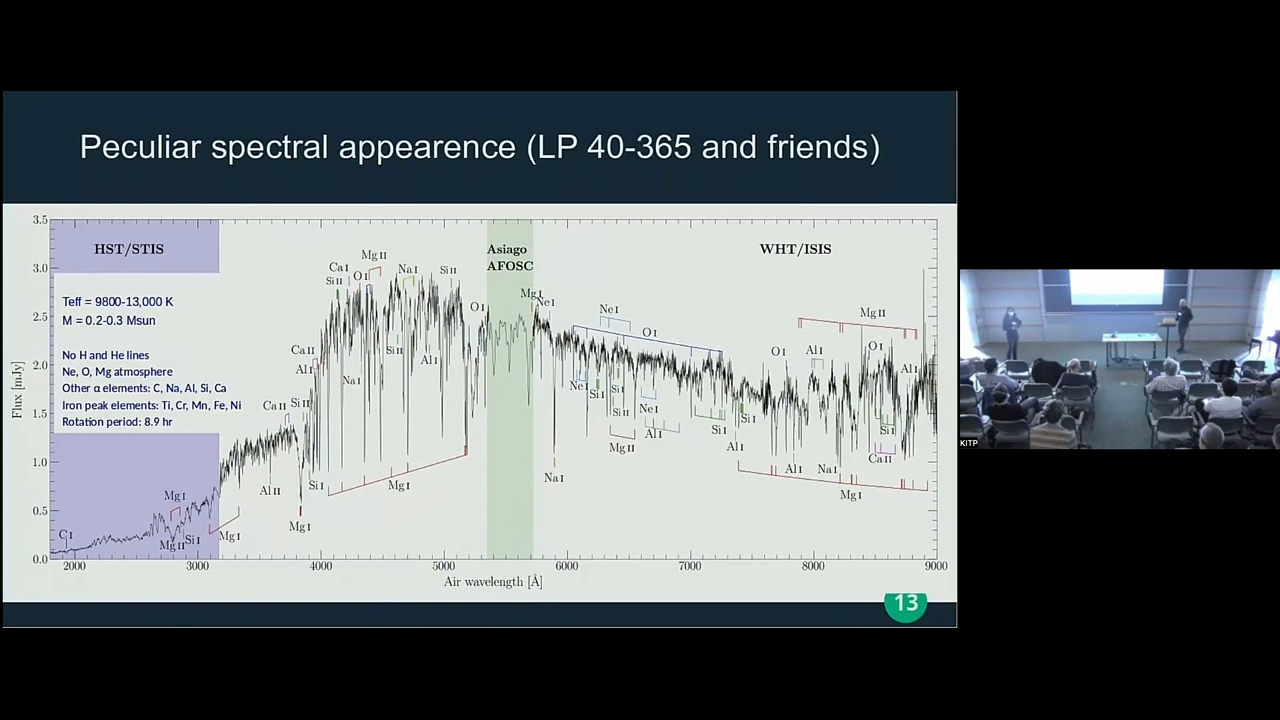 Peculiar spectral appearence (LP 40-365 and friends)
HST/STIS
Asiago
AFOSC
WHT/ISIS
Teff = 9800-13,000 K
M = 0.2-0.3 Msun
No H and He lines
Ne, O, Mg atmosphere
Other α elements: C, Na, Al, Si, Ca
Iron peak elements: Ti, Cr, Mn, Fe, Ni
Rotation period: 8.9 hr
Flux [mJy]
3.5
3.0
2.5
2.0
1.5
1.0
0.5
0.0
Mg II
Ca I
Si II
O I
Na I
Si II
O I
Mg I
Ne I
Ne I
O I
Mg II
O I
Al I
O I
Al I
Ca II
Al I
Si II
Al I
Na I
Ca II
Si II
Ne I
Si I
Si I
Si II
Ne I
Al I
Mg II
Si I
Si I
Al I
Si I
Ca II
Al I
Na I
Mg I
Na I
Al II
Si I
Mg I
Mg I
Mg I
C I
Mg II
Si I
Mg I
2000
3000
4000
5000
6000
7000
8000
9000
Air wavelength [Å]
13
KITP